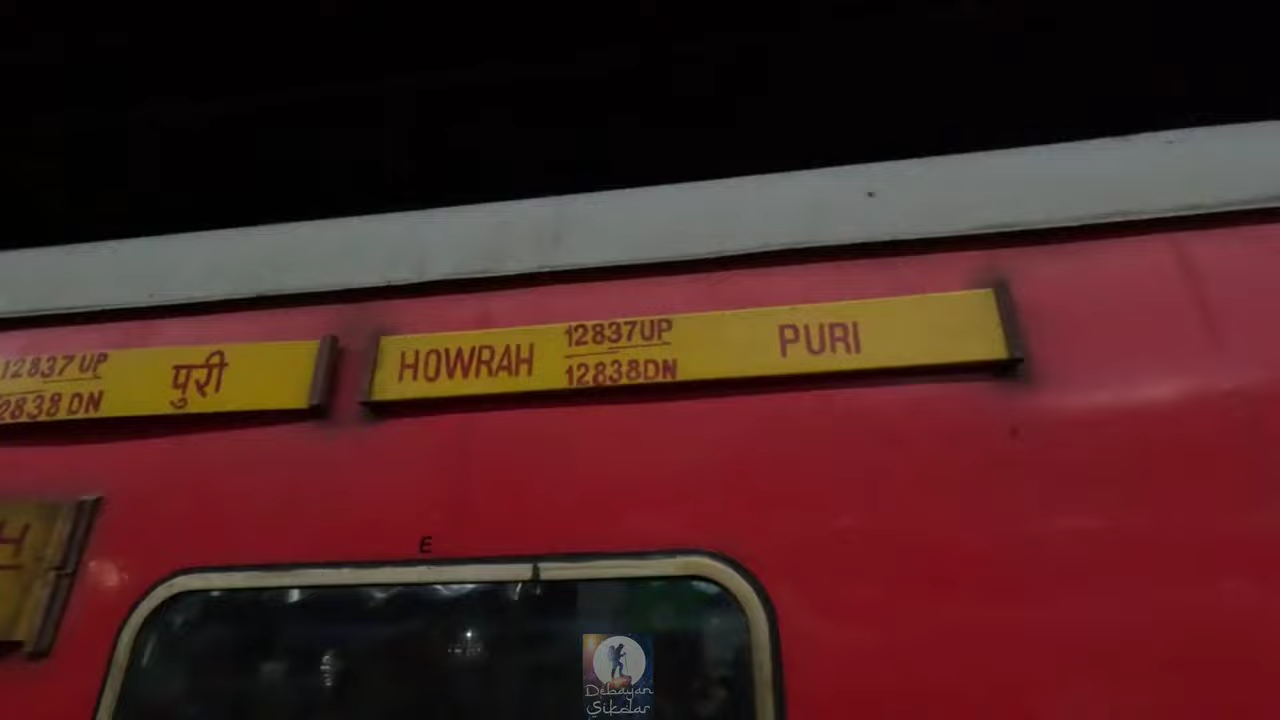 12837 UP
2838 DN
पुरी
HOWRAH
12837UP
12838DN
PURI
H
E
Debayan
Sikdar